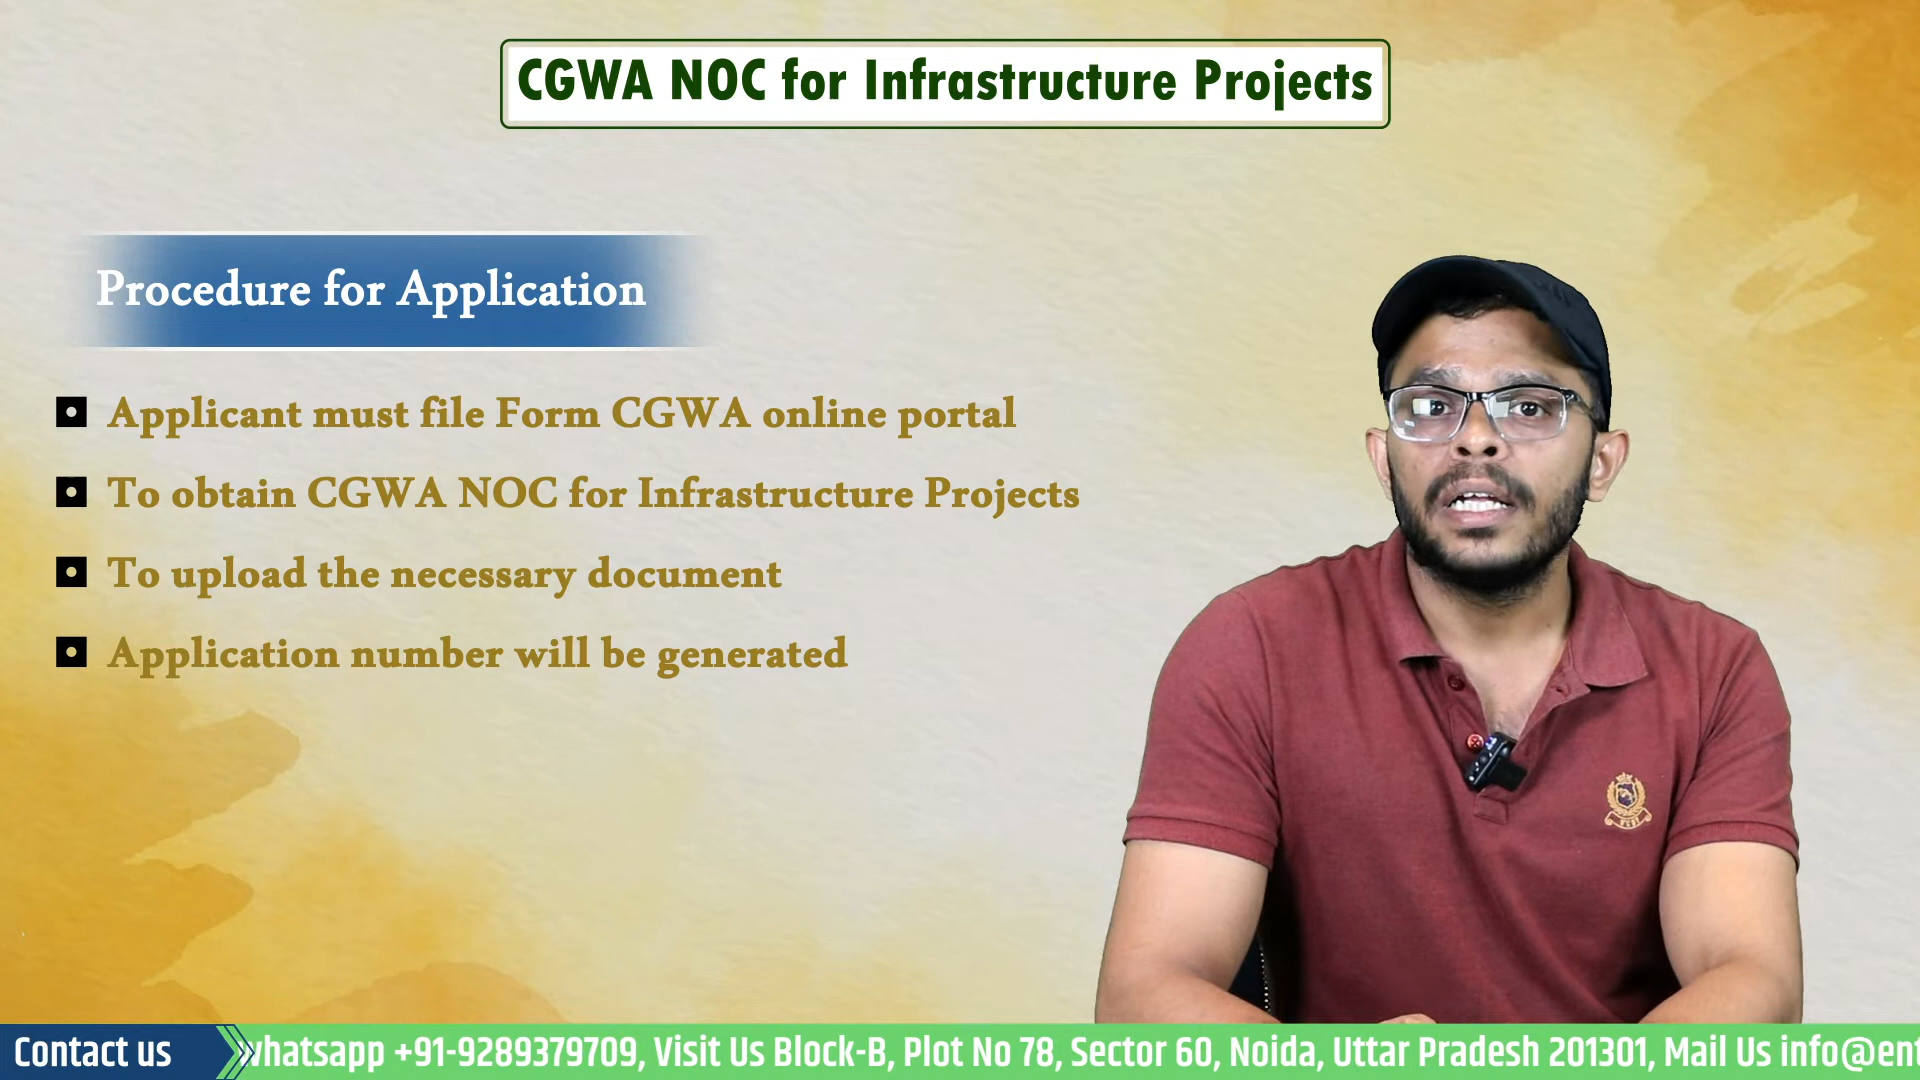 CGWA NOC for Infrastructure Projects
Procedure for Application
Applicant must file Form CGWA online portal
To obtain CGWA NOC for Infrastructure Projects
To upload the necessary document
Application number will be generated
Contact us
whatsapp +91-9289379709, Visit Us Block-B, Plot No 78, Sector 60, Noida, Uttar Pradesh 201301, Mail Us info@ent